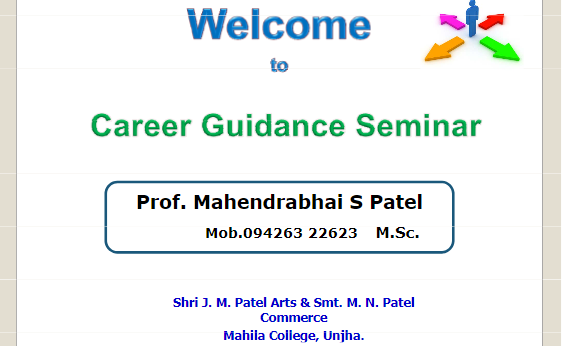 Welcome
to
Career Guidance Seminar
Prof. Mahendrabhai S Patel
Mob.094263 22623 M.Sc.
Shri J. M. Patel Arts & Smt. M. N. Patel
Commerce
Mahila College, Unjha.